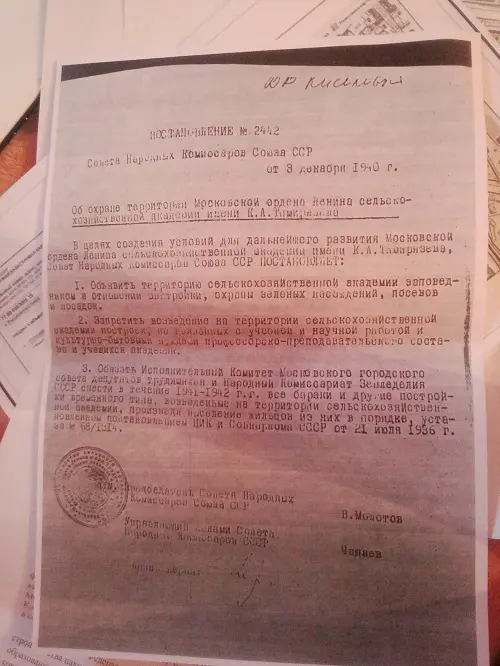 ПОСТАНОВЛЕНИЕ № 2442
Совета Народных Комиссаров Союза ССР
от 3 декабря 1940 г.
Об охране территории Московской ордена Ленина сельско-
хозяйственной академии имени К.А.Тимирязева
В целях создания условий для дальнейшего развития Московской
ордена Ленина сельскохозяйственной академии имени К.А.Тимирязева,
Совет Народных Комиссаров Союза ССР ПОСТАНОВЛЯЕТ:
1. Объявить территорию сельскохозяйственной академии заповед-
ником в отношении застройки, охраны зеленых насаждений, посевов
и посадок.
2. Запретить возведение на территории сельскохозяйственной
академии построек, не связанных с учебной и научной работой и
культурно-бытовыми нуждами профессорско-преподавательского соста-
ва и учащихся академии.
3. Обязать Исполнительный Комитет Московского городского
совета депутатов трудящихся и Народный Комиссариат Земледелия
СССР снести в течение 1941-1942 г.г. все бараки и другие построй-
ки временного типа, возведенные на территории сельскохозяйствен-
ной академии, произведя выселение жильцов из них в порядке, уста-
новленном постановлением ЦИК и Совнаркома СССР от 21 июля 1936 г.
за № 68/1314.
Председатель Совета Народных
Комиссаров Союза ССР
В.Молотов
Управляющий Делами Совета
Народных Комиссаров СССР
Чадаев